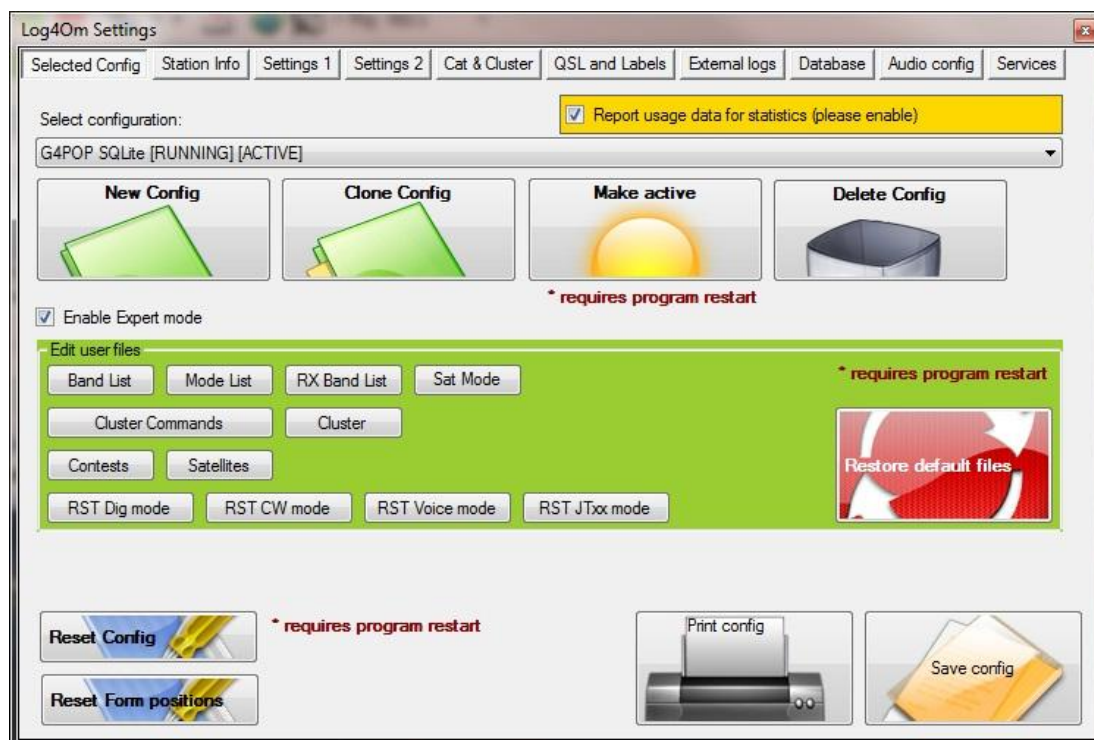 Log4Om Settings
Selected Config Station Info Settings 1 Settings 2 Cat & Cluster QSL and Labels External logs Database Audio config Services
Select configuration:
Report usage data for statistics (please enable)
G4POP SQLite [RUNNING] [ACTIVE]
New Config Clone Config Make active Delete Config
* requires program restart
Enable Expert mode
Edit user files
Band List Mode List RX Band List Sat Mode
* requires program restart
Cluster Commands Cluster
Contests Satellites
Restore default files
RST Dig mode RST CW mode RST Voice mode RST JTxx mode
Reset Config
* requires program restart
Print config
Save config
Reset Form positions